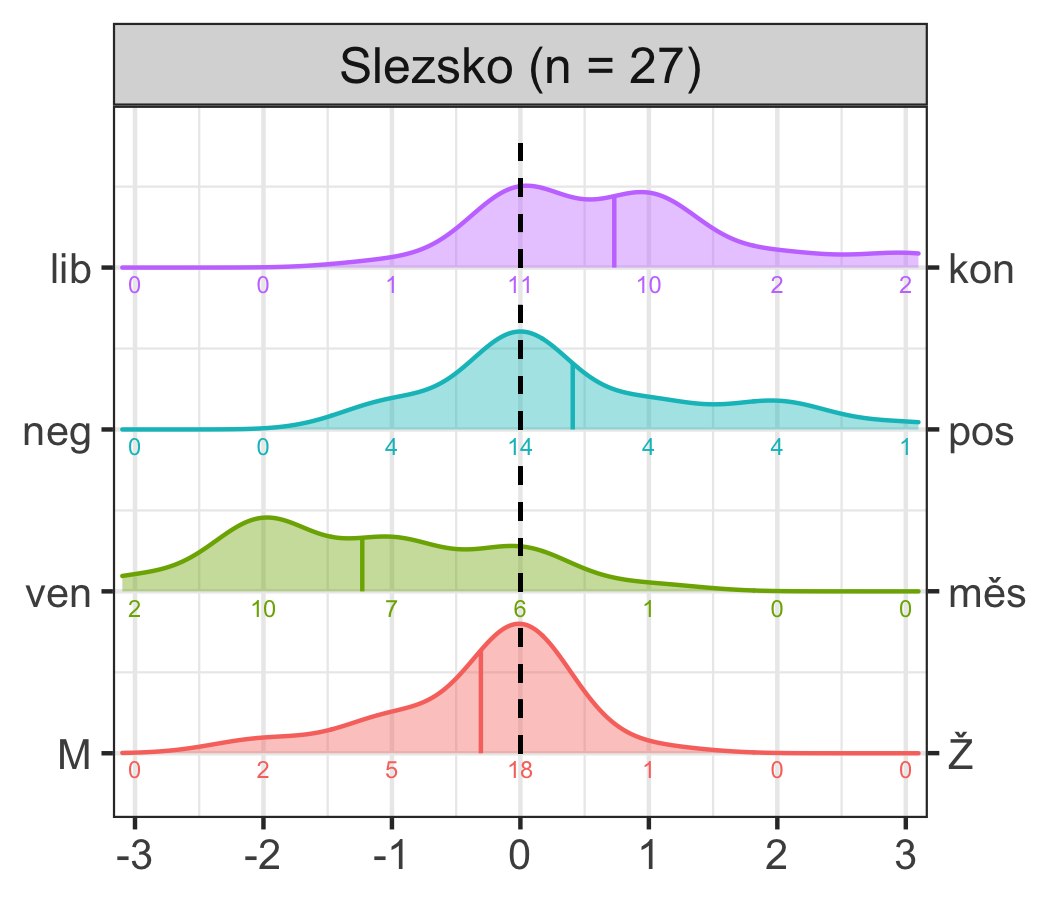 Slezsko (n = 27)
lib kon
0 0 1 11 10 2 2
neg pos
0 0 4 14 4 4 1
ven měs
2 10 7 6 1 0 0
M Ž
0 2 5 18 1 0 0
-3 -2 -1 0 1 2 3